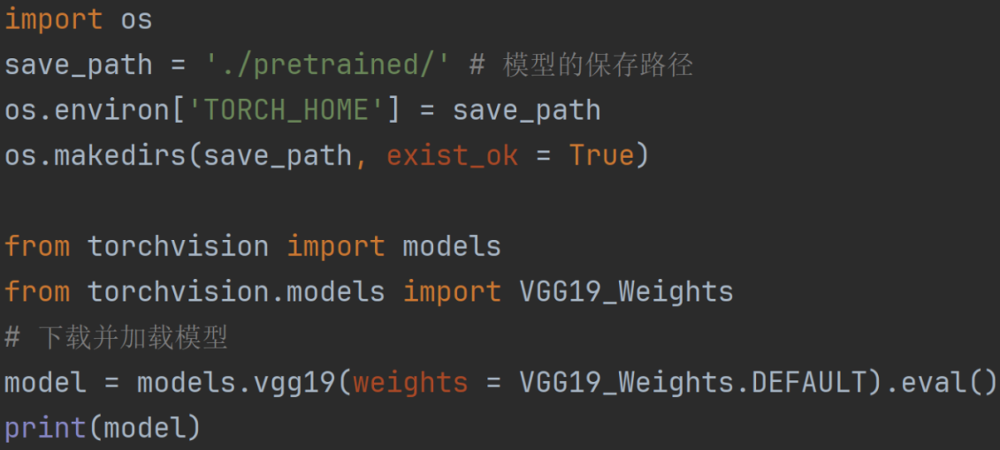 import os
save_path = './pretrained/' # 模型的保存路径
os.environ['TORCH_HOME'] = save_path
os.makedirs(save_path, exist_ok = True)
from torchvision import models
from torchvision.models import VGG19_Weights
# 下载并加载模型
model = models.vgg19(weights = VGG19_Weights.DEFAULT).eval()
print(model)